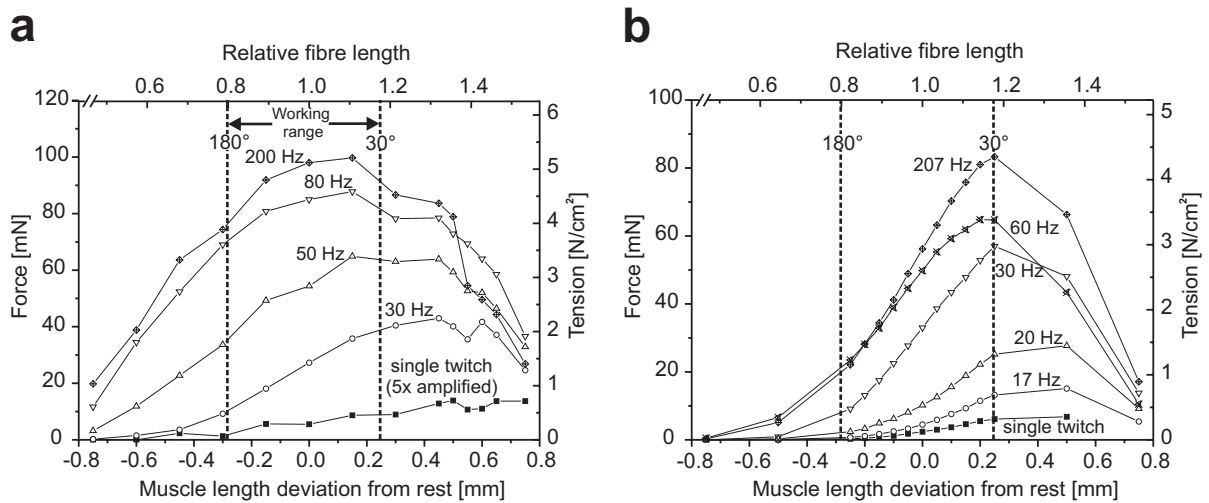 a
Relative fibre length
0.6 0.8 1.0 1.2 1.4
120
100
80
60
40
20
0
Force [mN]
6
5
4
3
2
1
0
Tension [N/cm²]
Working
range
180°
30°
200 Hz
80 Hz
50 Hz
30 Hz
single twitch
(5x amplified)
-0.8 -0.6 -0.4 -0.2 0.0 0.2 0.4 0.6 0.8
Muscle length deviation from rest [mm]
b
Relative fibre length
0.6 0.8 1.0 1.2 1.4
100
80
60
40
20
0
Force [mN]
5
4
3
2
1
0
Tension [N/cm²]
180°
30°
207 Hz
60 Hz
30 Hz
20 Hz
17 Hz
single twitch
-0.8 -0.6 -0.4 -0.2 0.0 0.2 0.4 0.6 0.8
Muscle length deviation from rest [mm]